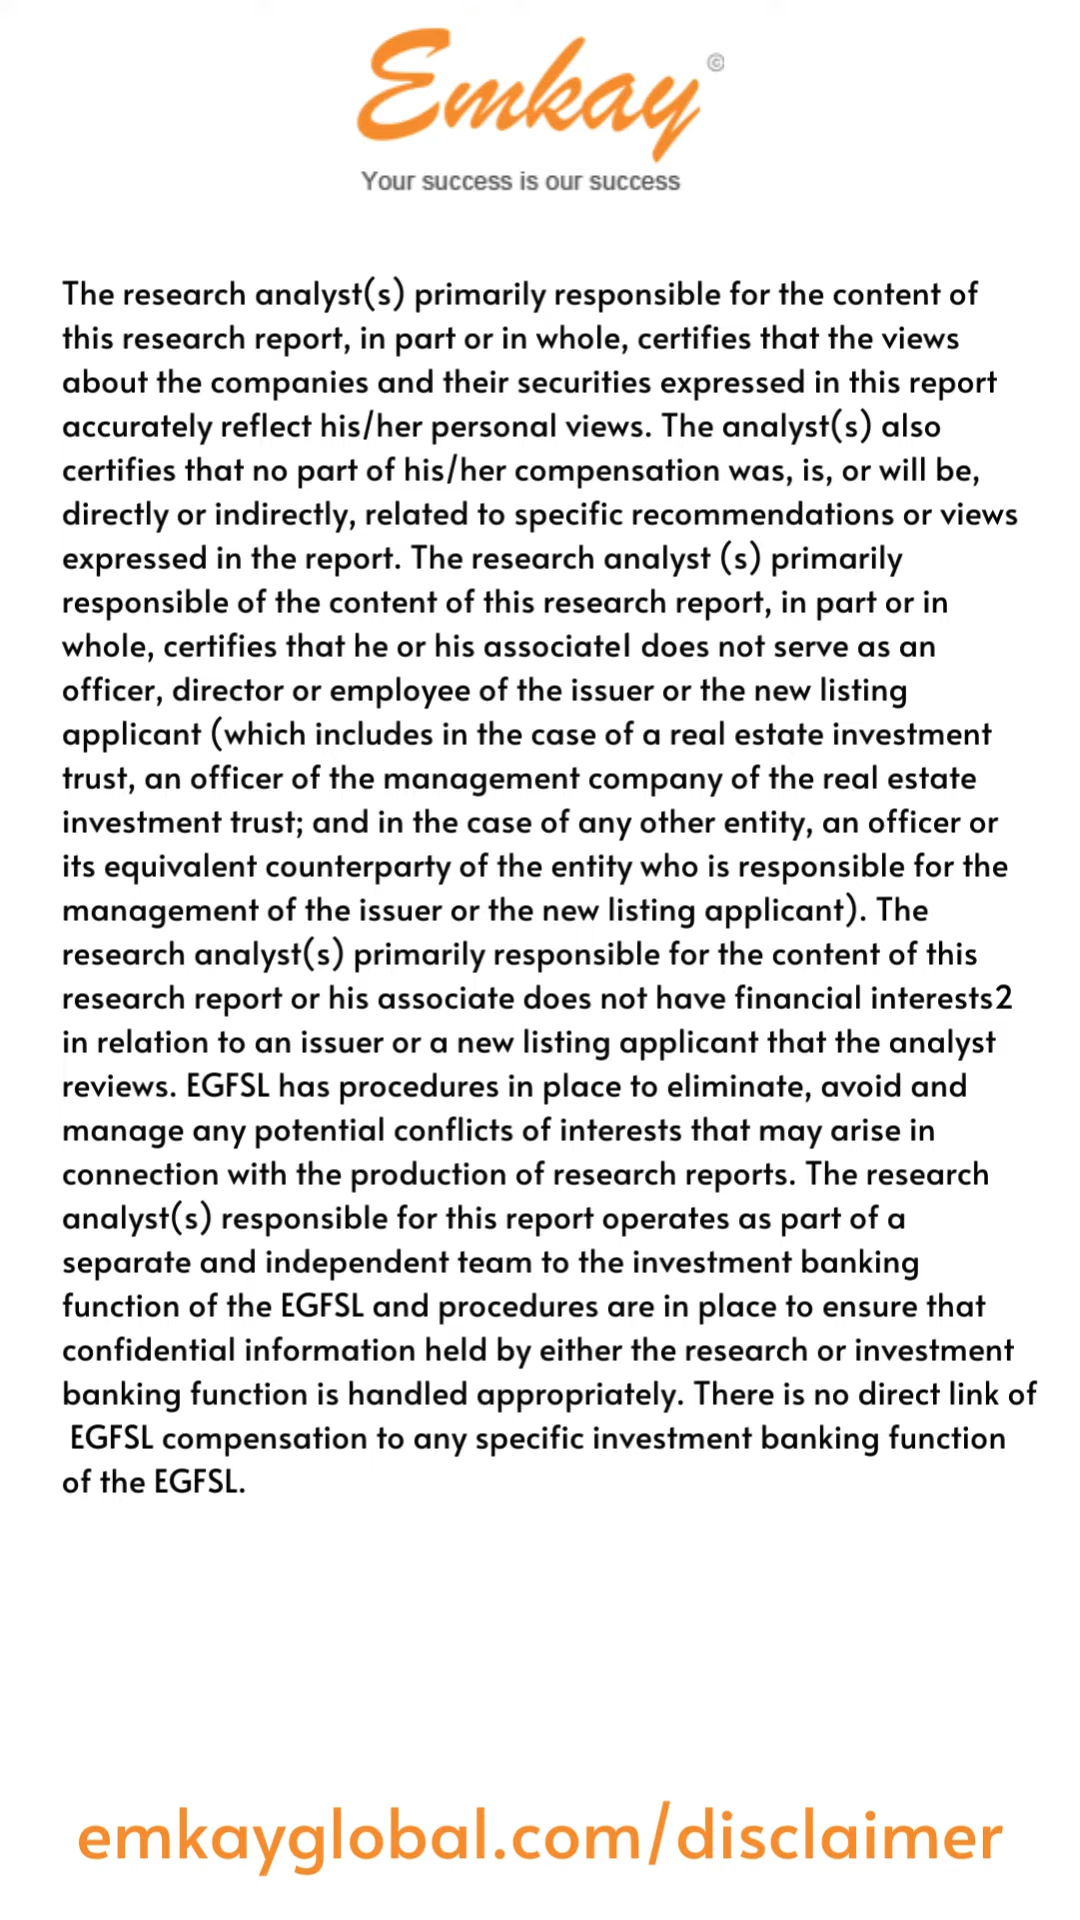 Emkay©
Your success is our success
The research analyst(s) primarily responsible for the content of
this research report, in part or in whole, certifies that the views
about the companies and their securities expressed in this report
accurately reflect his/her personal views. The analyst(s) also
certifies that no part of his/her compensation was, is, or will be,
directly or indirectly, related to specific recommendations or views
expressed in the report. The research analyst (s) primarily
responsible of the content of this research report, in part or in
whole, certifies that he or his associatel does not serve as an
officer, director or employee of the issuer or the new listing
applicant (which includes in the case of a real estate investment
trust, an officer of the management company of the real estate
investment trust; and in the case of any other entity, an officer or
its equivalent counterparty of the entity who is responsible for the
management of the issuer or the new listing applicant). The
research analyst(s) primarily responsible for the content of this
research report or his associate does not have financial interests2
in relation to an issuer or a new listing applicant that the analyst
reviews. EGFSL has procedures in place to eliminate, avoid and
manage any potential conflicts of interests that may arise in
connection with the production of research reports. The research
analyst(s) responsible for this report operates as part of a
separate and independent team to the investment banking
function of the EGFSL and procedures are in place to ensure that
confidential information held by either the research or investment
banking function is handled appropriately. There is no direct link of
EGFSL compensation to any specific investment banking function
of the EGFSL.
emkayglobal.com/disclaimer